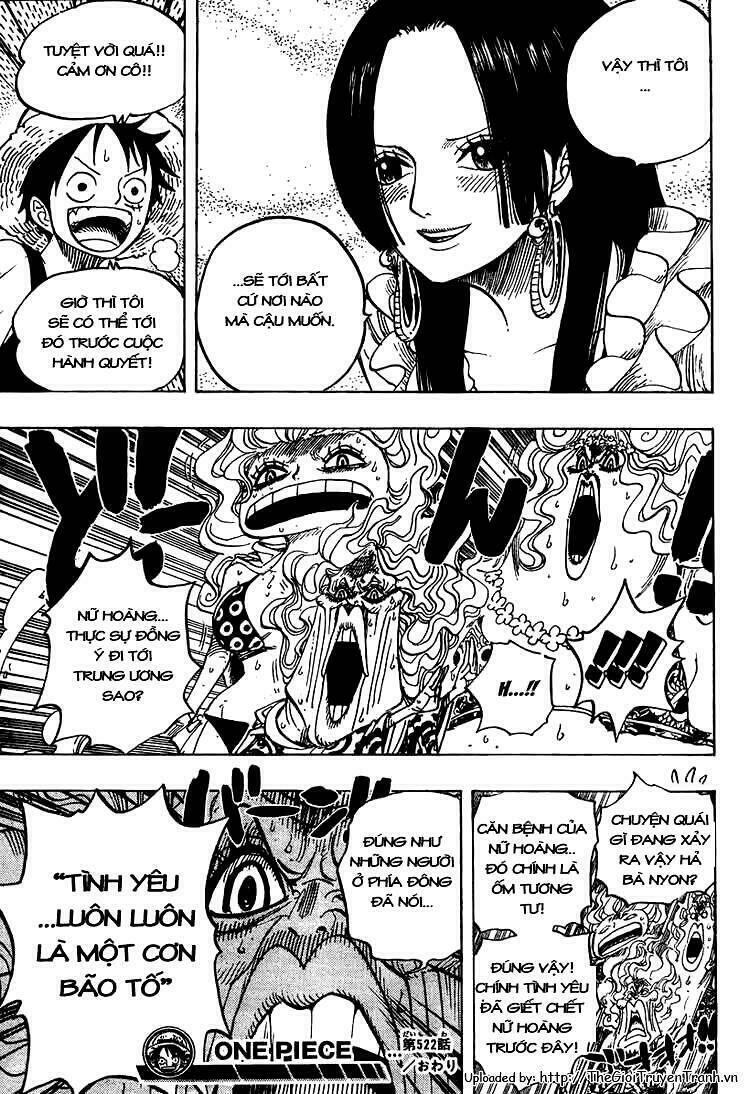 VẬY THÌ TÔI
...
...SẼ TỚI BẤT
CỨ NƠI NÀO
MÀ CẬU MUỐN.
TUYỆT VỜI QUÁ!!
CẢM ƠN CÔ!!
GIỜ THÌ TÔI
SẼ CÓ THỂ TỚI
ĐÓ TRƯỚC CUỘC
HÀNH QUYẾT!
!!!!
H...!!
NỮ HOÀNG...
THỰC SỰ ĐỒNG
Ý ĐI TỚI
TRUNG ƯƠNG
SAO?
CHUYỆN QUÁI
GÌ ĐANG XẢY
RA VẬY HẢ
BÀ NYON?
CĂN BỆNH CỦA
NỮ HOÀNG..
ĐÓ CHÍNH LÀ
ỐM TƯƠNG
TƯ!
ĐÚNG VẬY!
CHÍNH TÌNH YÊU
ĐÃ GIẾT CHẾT
NỮ HOÀNG
TRƯỚC ĐÂY!
ĐÚNG NHƯ
NHỮNG NGƯỜI
Ở PHÍA ĐÔNG
ĐÃ NÓI...
"TÌNH YÊU
...LUÔN LUÔN
LÀ MỘT CƠN
BÃO TỐ"
ONE PIECE
...第522話
／おわり
Uploaded by: http://TheGioiTruyenTranh.vn